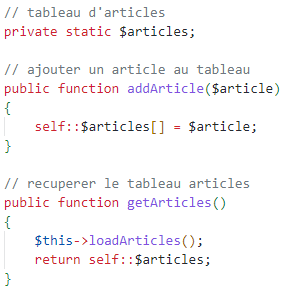 // tableau d'articles
private static $articles;
// ajouter un article au tableau
public function addArticle($article)
{
self::$articles[] = $article;
}
// recuperer le tableau articles
public function getArticles()
{
$this->loadArticles();
return self::$articles;
}